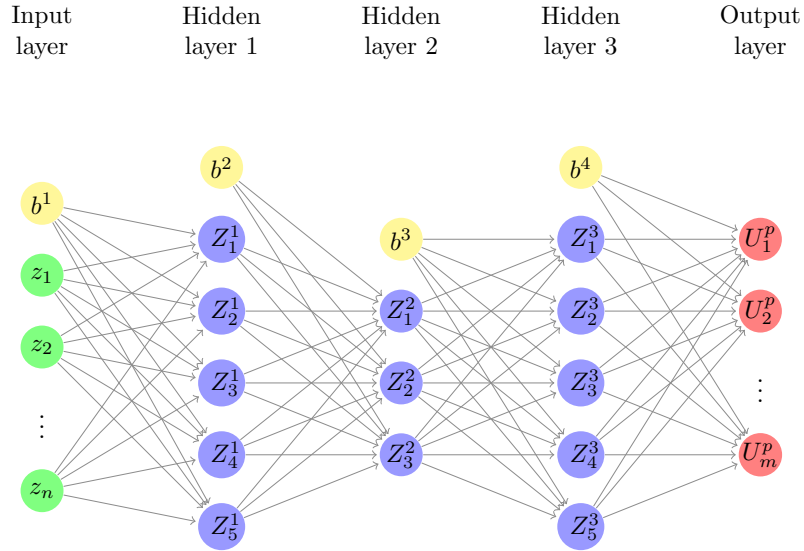 Input layer
Hidden layer 1
Hidden layer 2
Hidden layer 3
Output layer
b^1
z_1
z_2
⋮
z_n
b^2
Z_1^1
Z_2^1
Z_3^1
Z_4^1
Z_5^1
b^3
Z_1^2
Z_2^2
Z_3^2
b^4
Z_1^3
Z_2^3
Z_3^3
Z_4^3
Z_5^3
U_1^p
U_2^p
⋮
U_m^p